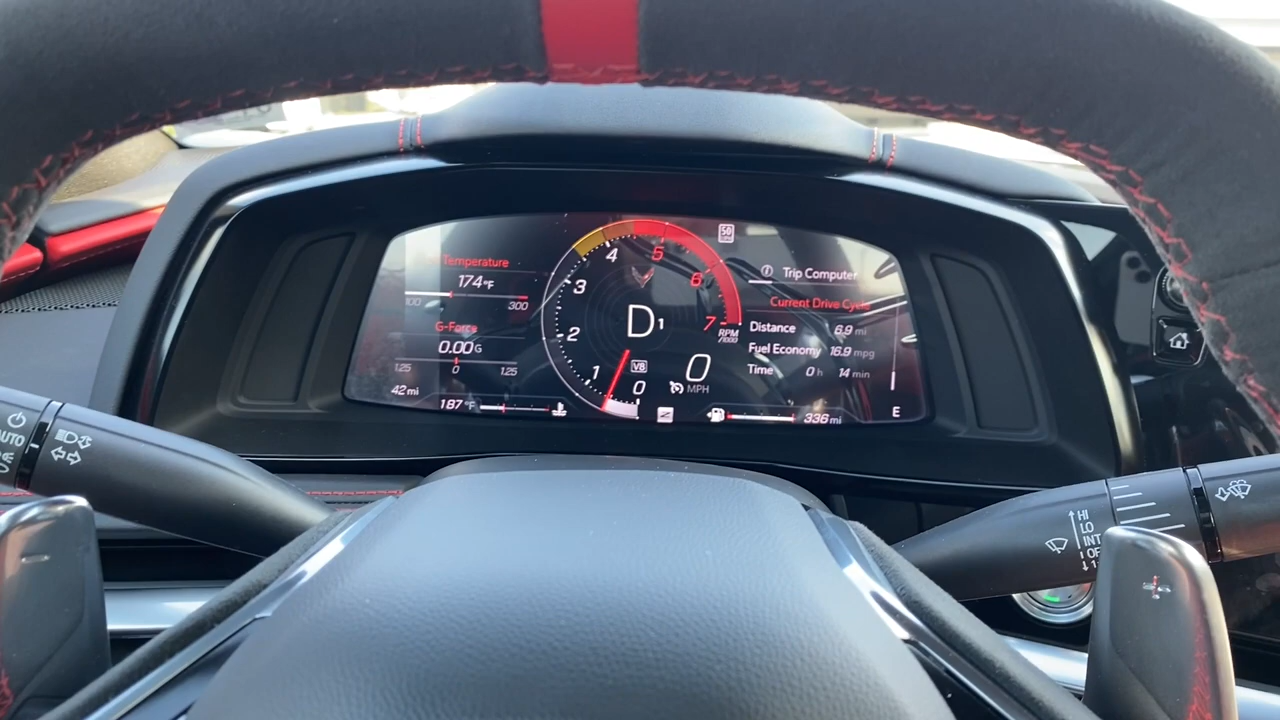 Temperature
174°F
100
300
G-Force
0.00 G
1.25 0 1.25
42 mi
187 °F
0
1
2
3
4
5
6
7
RPM
/1000
D1
V8
0
MPH
50
Trip Computer
Current Drive Cycle
Distance 6.9 mi
Fuel Economy 16.9 mpg
Time 0 h 14 min
336 mi
E
AUTO
HI
LO
INT